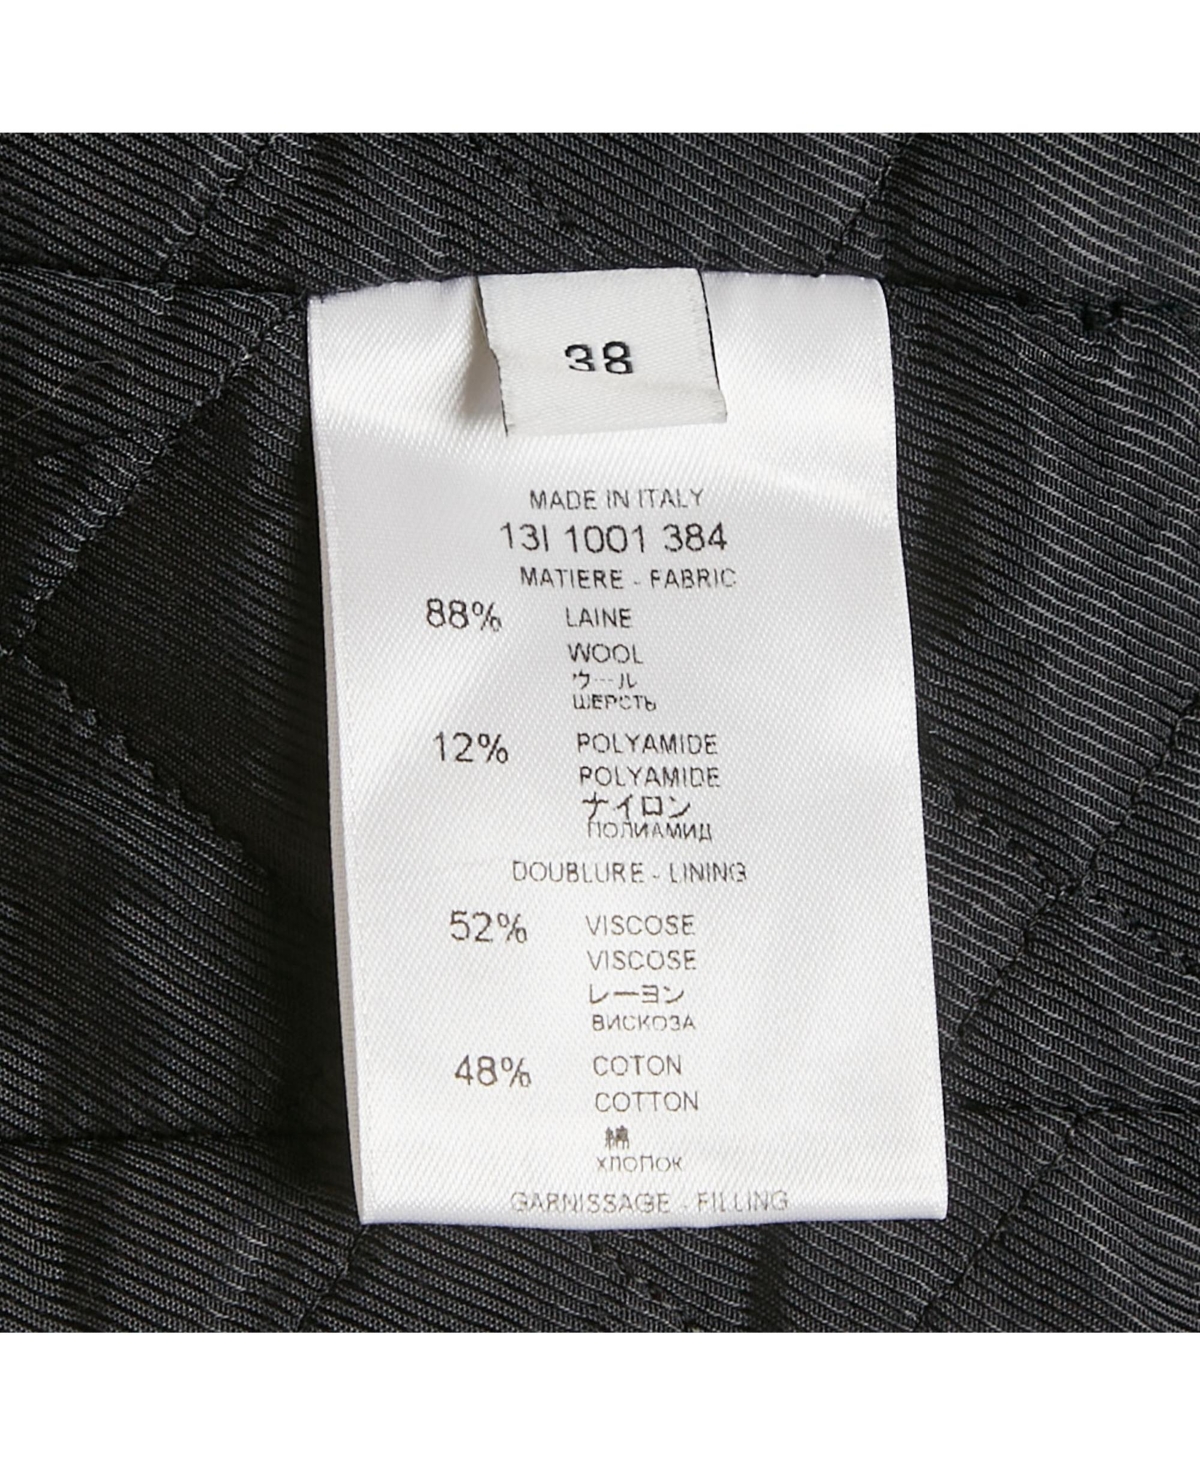 38
MADE IN ITALY
13I 1001 384
MATIERE - FABRIC
88% LAINE
WOOL
ウール
ШЕРСТЬ
12% POLYAMIDE
POLYAMIDE
ナイロン
ПОЛИАМИД
DOUBLURE - LINING
52% VISCOSE
VISCOSE
レーヨン
ВИСКОЗА
48% COTON
COTTON
綿
ХЛОПОК
GARNISSAGE - FILLING